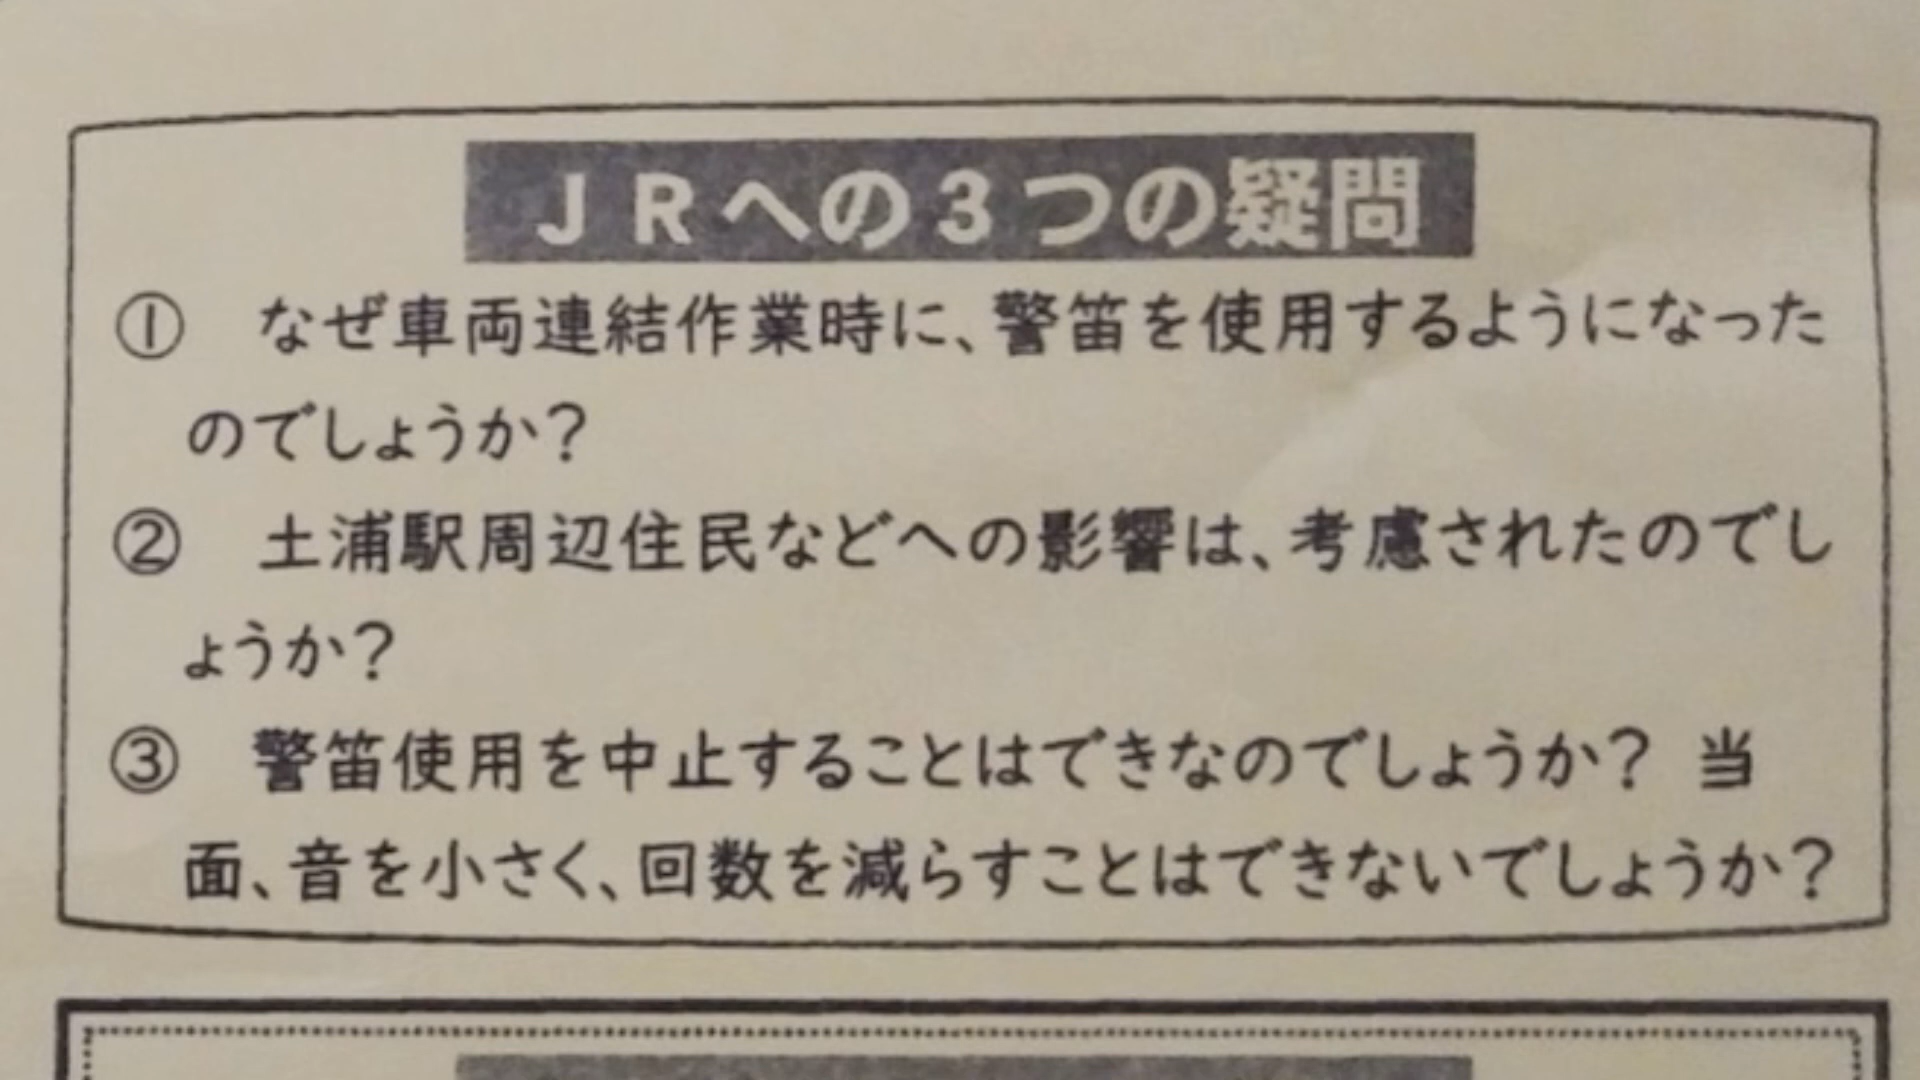 JRへの3つの疑問
① なぜ車両連結作業時に、警笛を使用するようになった
のでしょうか?
② 土浦駅周辺住民などへの影響は、考慮されたのでし
ょうか?
③ 警笛使用を中止することはできなのでしょうか? 当
面、音を小さく、回数を減らすことはできないでしょうか?